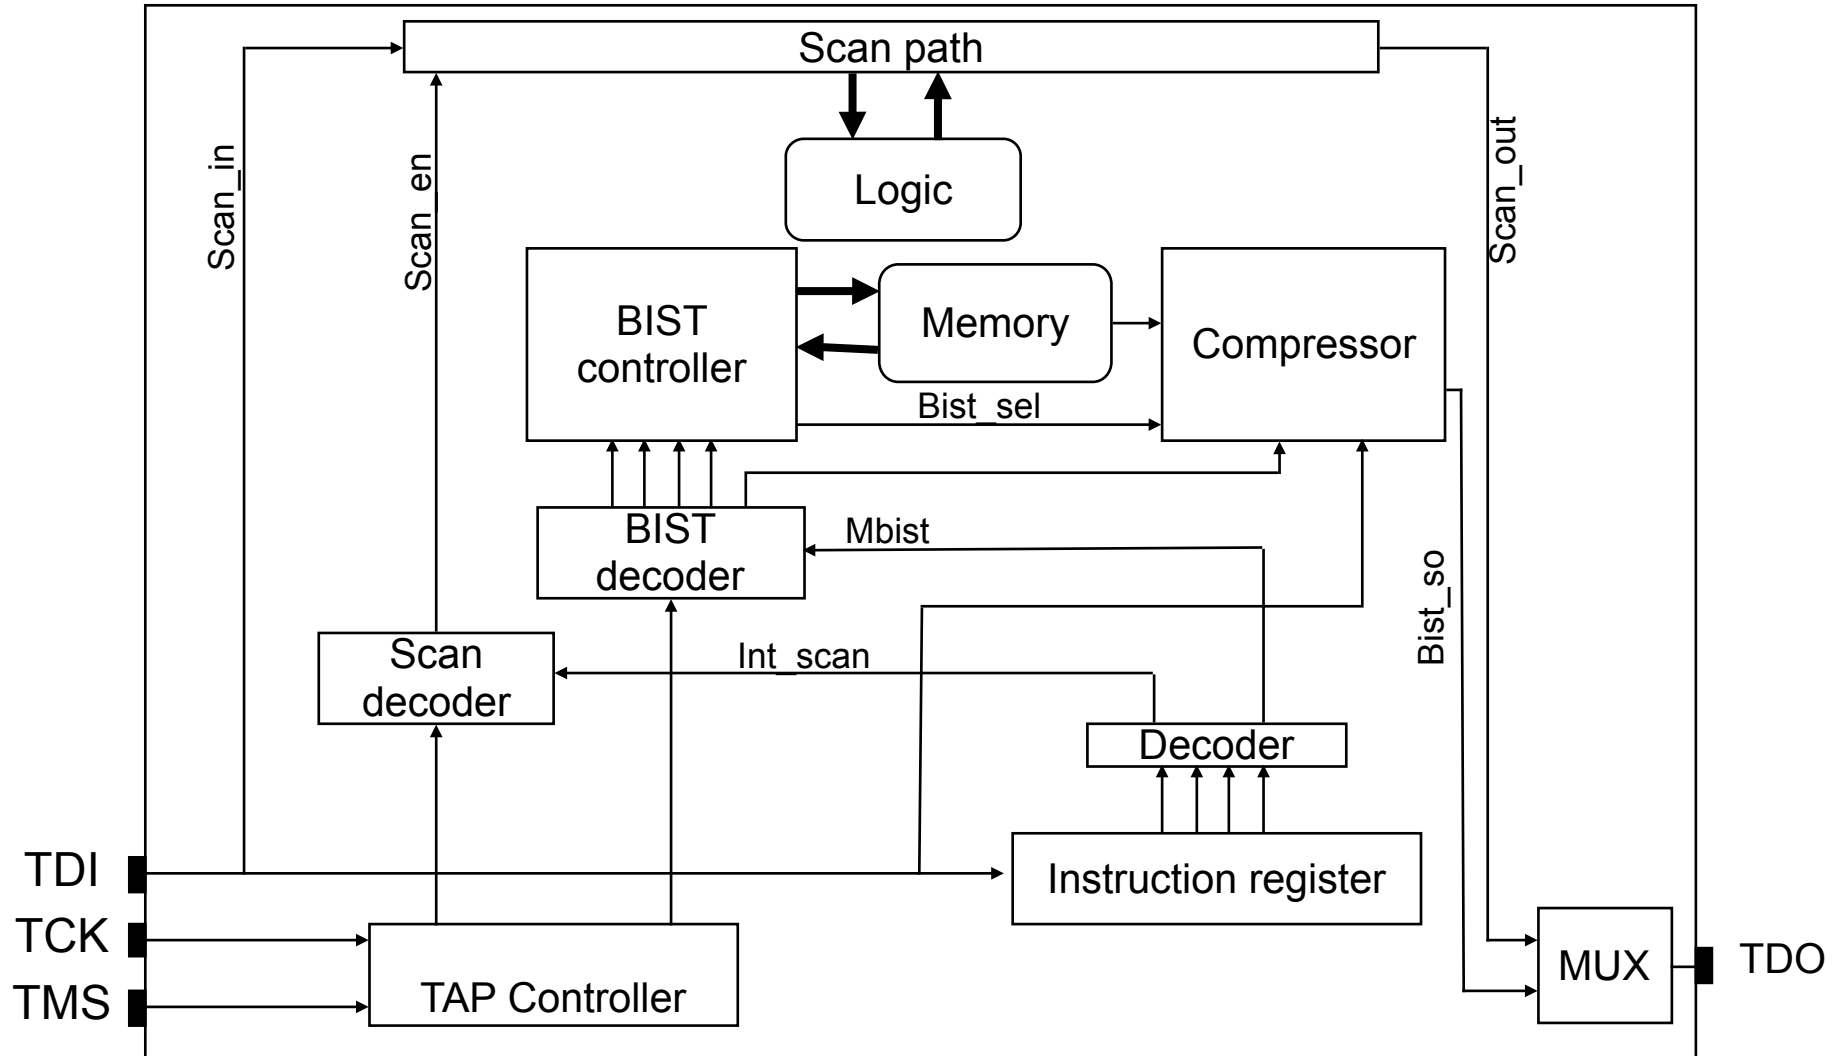 Scan path
Scan_in
Scan_en
Logic
Scan_out
BIST
controller
Memory
Compressor
Bist_sel
BIST
decoder
Mbist
Bist_so
Scan
decoder
Int_scan
Decoder
TDI
Instruction register
TCK
MUX
TDO
TMS
TAP Controller